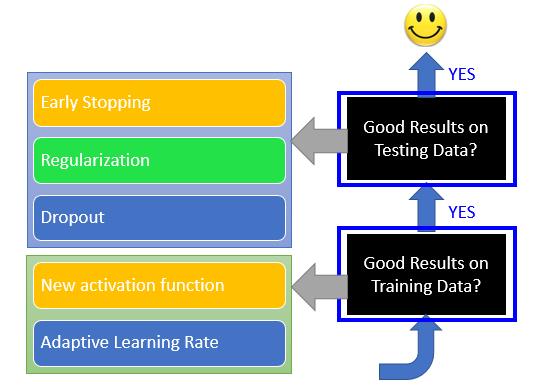 YES
Early Stopping
Good Results on
Testing Data?
Regularization
Dropout
YES
New activation function
Good Results on
Training Data?
Adaptive Learning Rate